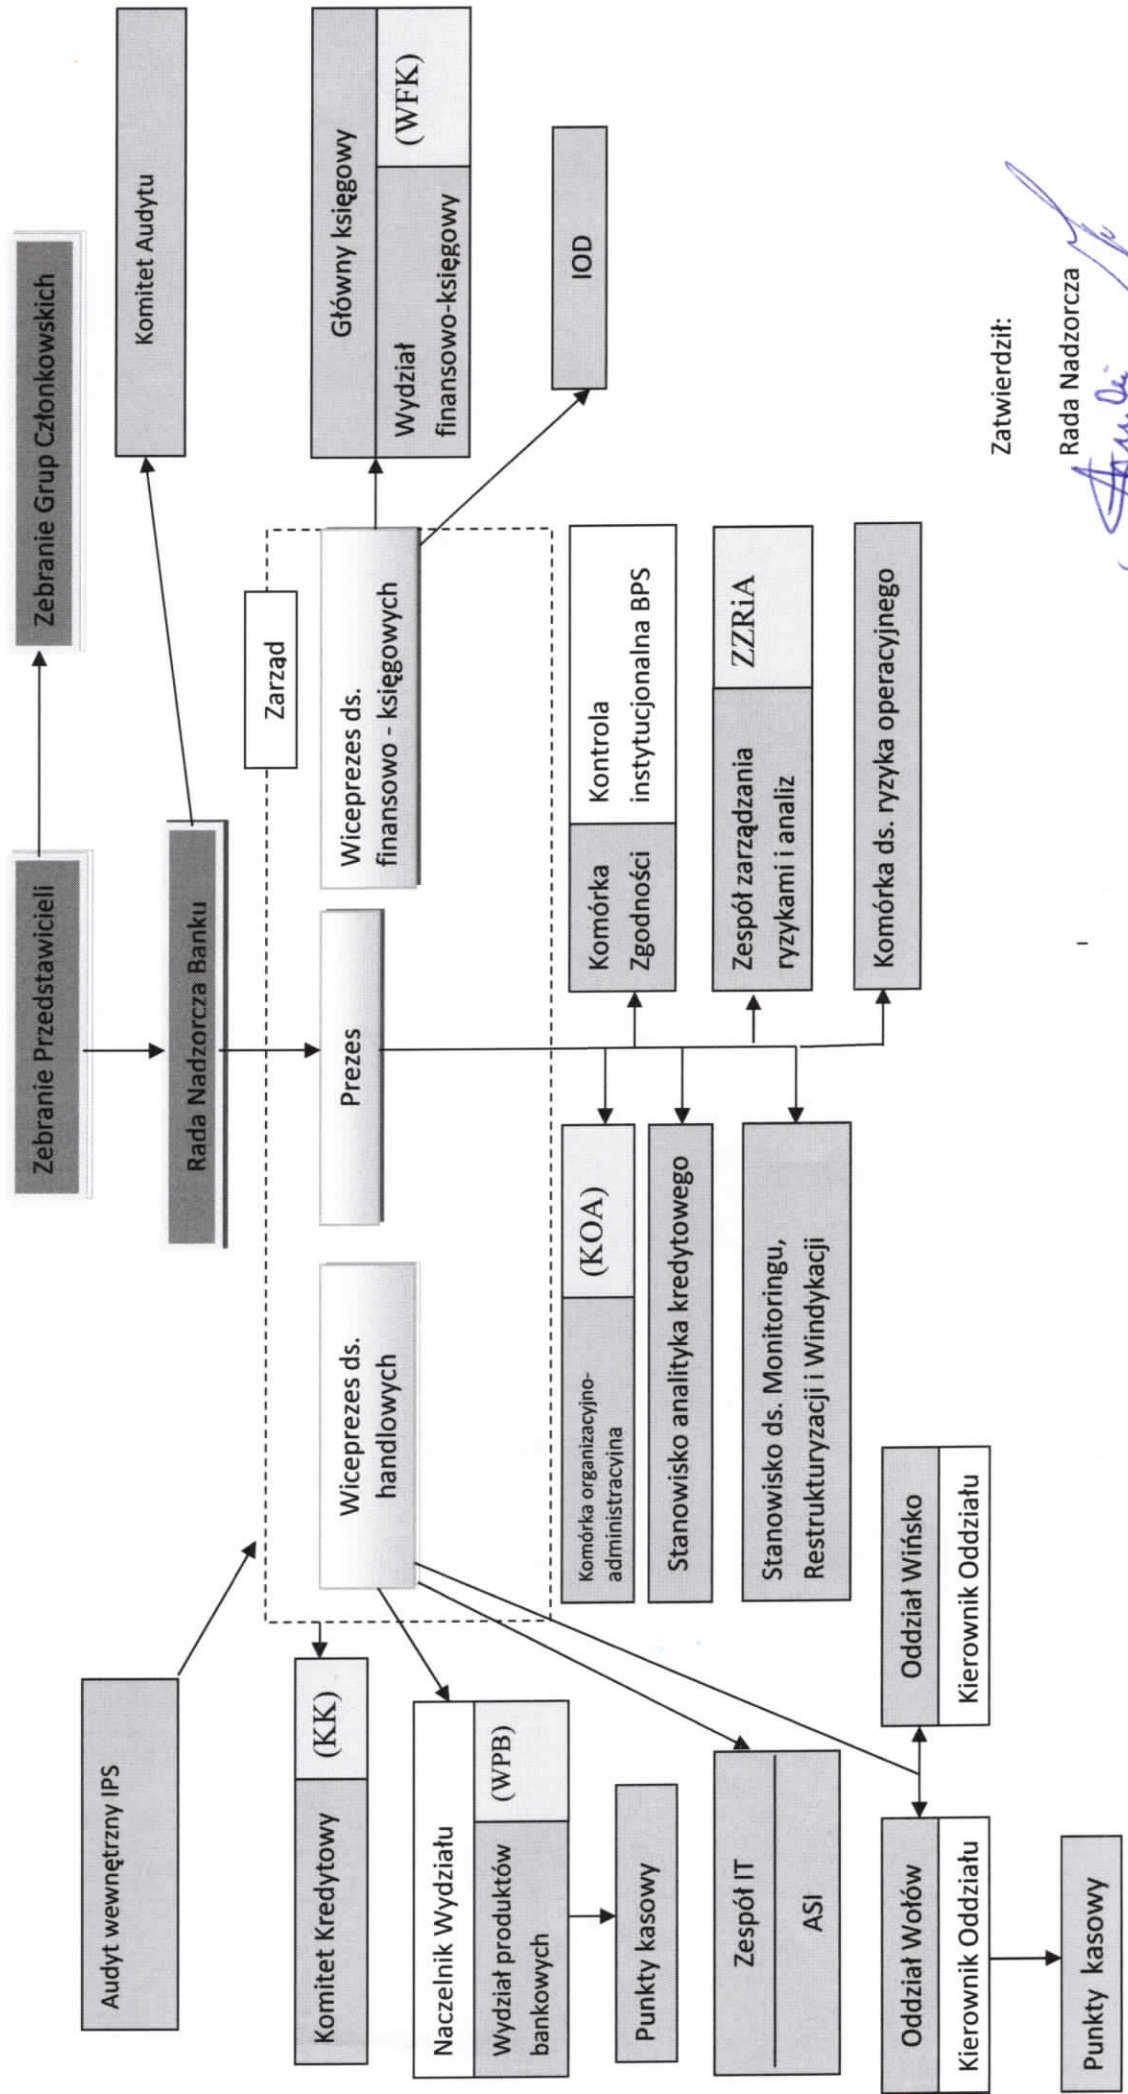 Zebranie Przedstawicieli
Zebranie Grup Członkowskich
Rada Nadzorcza Banku
Komitet Audytu
Audyt wewnętrzny IPS
Zarząd
Wiceprezes ds.
handlowych
Prezes
Wiceprezes ds.
finansowo - księgowych
Główny księgowy
Wydział
finansowo-księgowy
(WFK)
IOD
Komitet Kredytowy
(KK)
Naczelnik Wydziału
Wydział produktów
bankowych
(WPB)
Punkty kasowy
Zespół IT
ASI
Komórka organizacyjno-
administracyjna
(KOA)
Stanowisko analityka kredytowego
Stanowisko ds. Monitoringu,
Restrukturyzacji i Windykacji
Komórka
Zgodności
Kontrola
instytucjonalna BPS
Zespół zarządzania
ryzykami i analiz
ZZRiA
Komórka ds. ryzyka operacyjnego
Oddział Wołów
Kierownik Oddziału
Oddział Wińsko
Kierownik Oddziału
Punkty kasowy
Zatwierdził:
Rada Nadzorcza